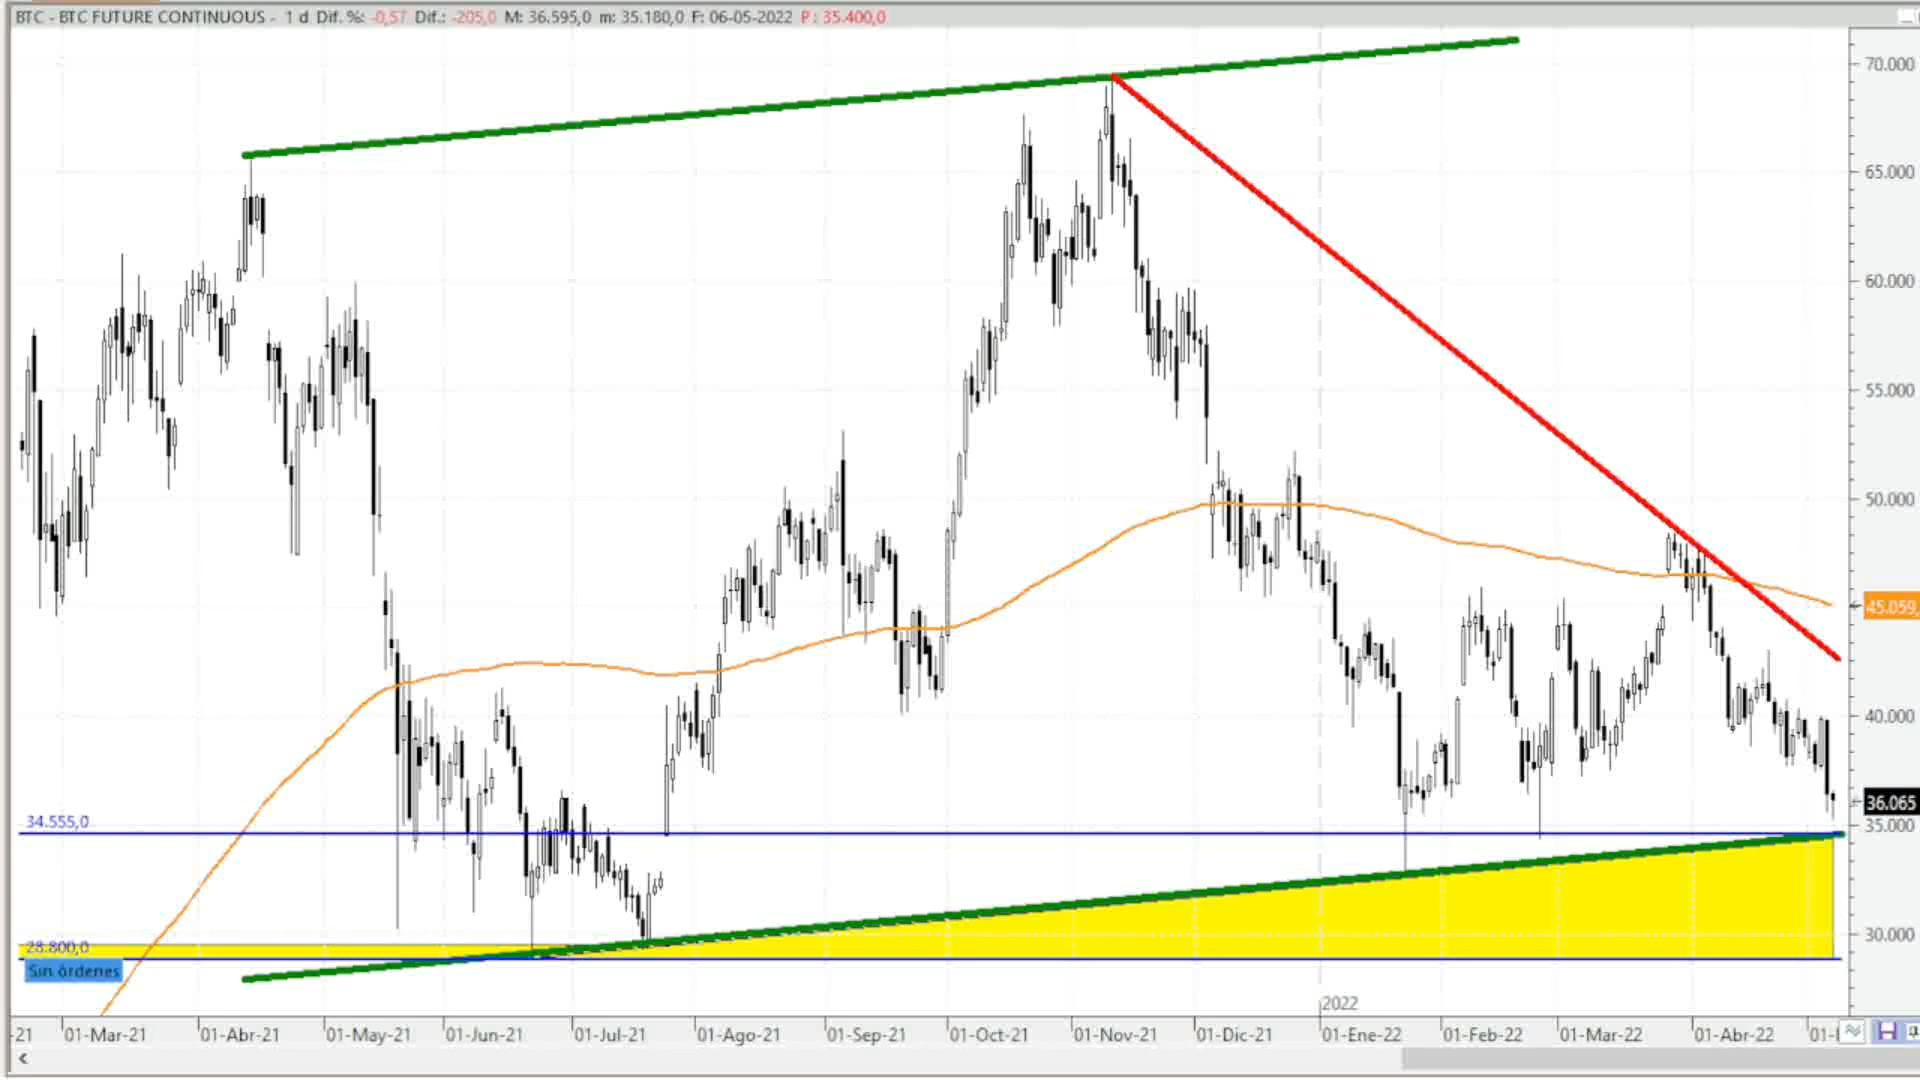 BTC - BTC FUTURE CONTINUOUS - 1 d Dif. %: -0,57 Dif.: -205,0 M: 36.595,0 m: 35.180,0 F: 06-05-2022 P: 35.400,0
70.000
65.000
60.000
55.000
50.000
45.059,
40.000
36.065
34.555,0
35.000
28.800,0
30.000
Sin órdenes
2022
-21
01-Mar-21
01-Abr-21
01-May-21
01-Jun-21
01-Jul-21
01-Ago-21
01-Sep-21
01-Oct-21
01-Nov-21
01-Dic-21
01-Ene-22
01-Feb-22
01-Mar-22
01-Abr-22
01-